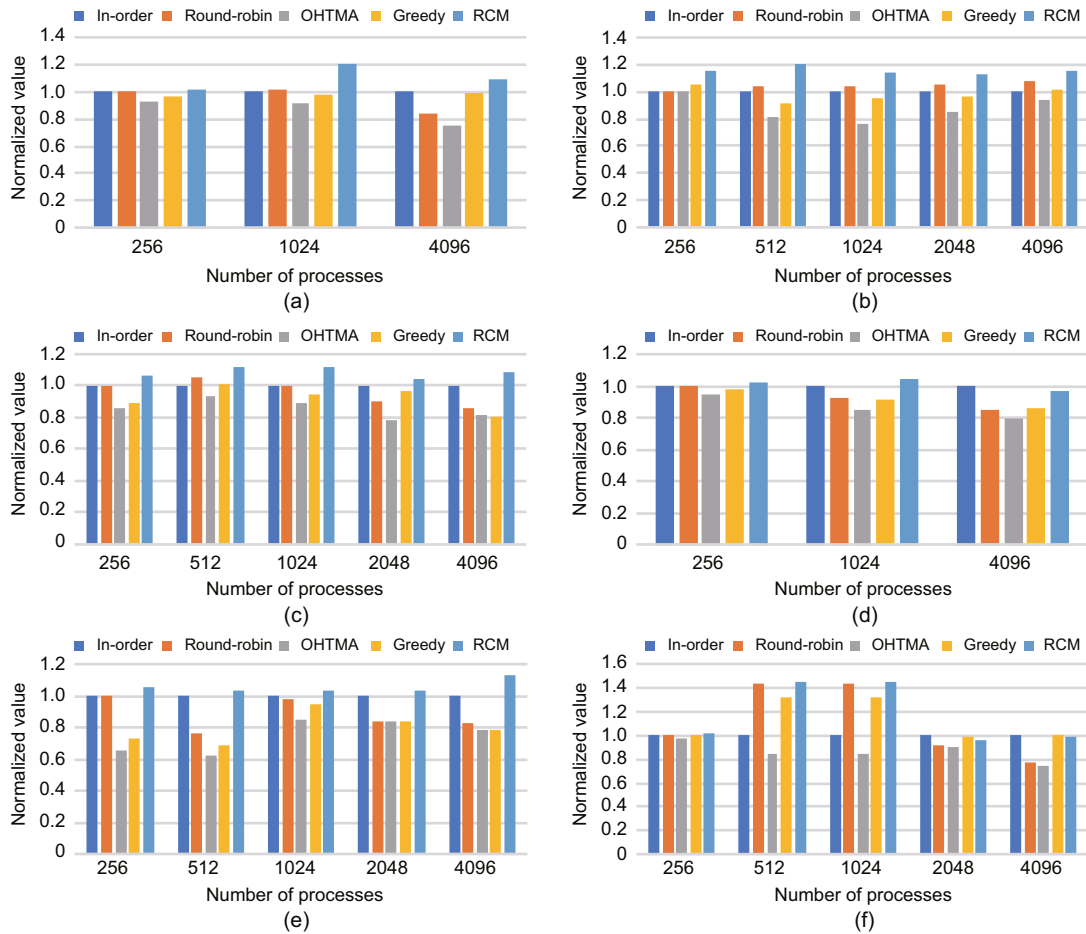 In-order Round-robin OHTMA Greedy RCM
1.4
1.2
1.0
0.8
0.6
0.4
0.2
0
Normalized value
256 1024 4096
Number of processes
(a)
In-order Round-robin OHTMA Greedy RCM
1.4
1.2
1.0
0.8
0.6
0.4
0.2
0
Normalized value
256 512 1024 2048 4096
Number of processes
(b)
In-order Round-robin OHTMA Greedy RCM
1.2
1.0
0.8
0.6
0.4
0.2
0
Normalized value
256 512 1024 2048 4096
Number of processes
(c)
In-order Round-robin OHTMA Greedy RCM
1.2
1.0
0.8
0.6
0.4
0.2
0
Normalized value
256 1024 4096
Number of processes
(d)
In-order Round-robin OHTMA Greedy RCM
1.2
1.0
0.8
0.6
0.4
0.2
0
Normalized value
256 512 1024 2048 4096
Number of processes
(e)
In-order Round-robin OHTMA Greedy RCM
1.6
1.4
1.2
1.0
0.8
0.6
0.4
0.2
0
Normalized value
256 512 1024 2048 4096
Number of processes
(f)